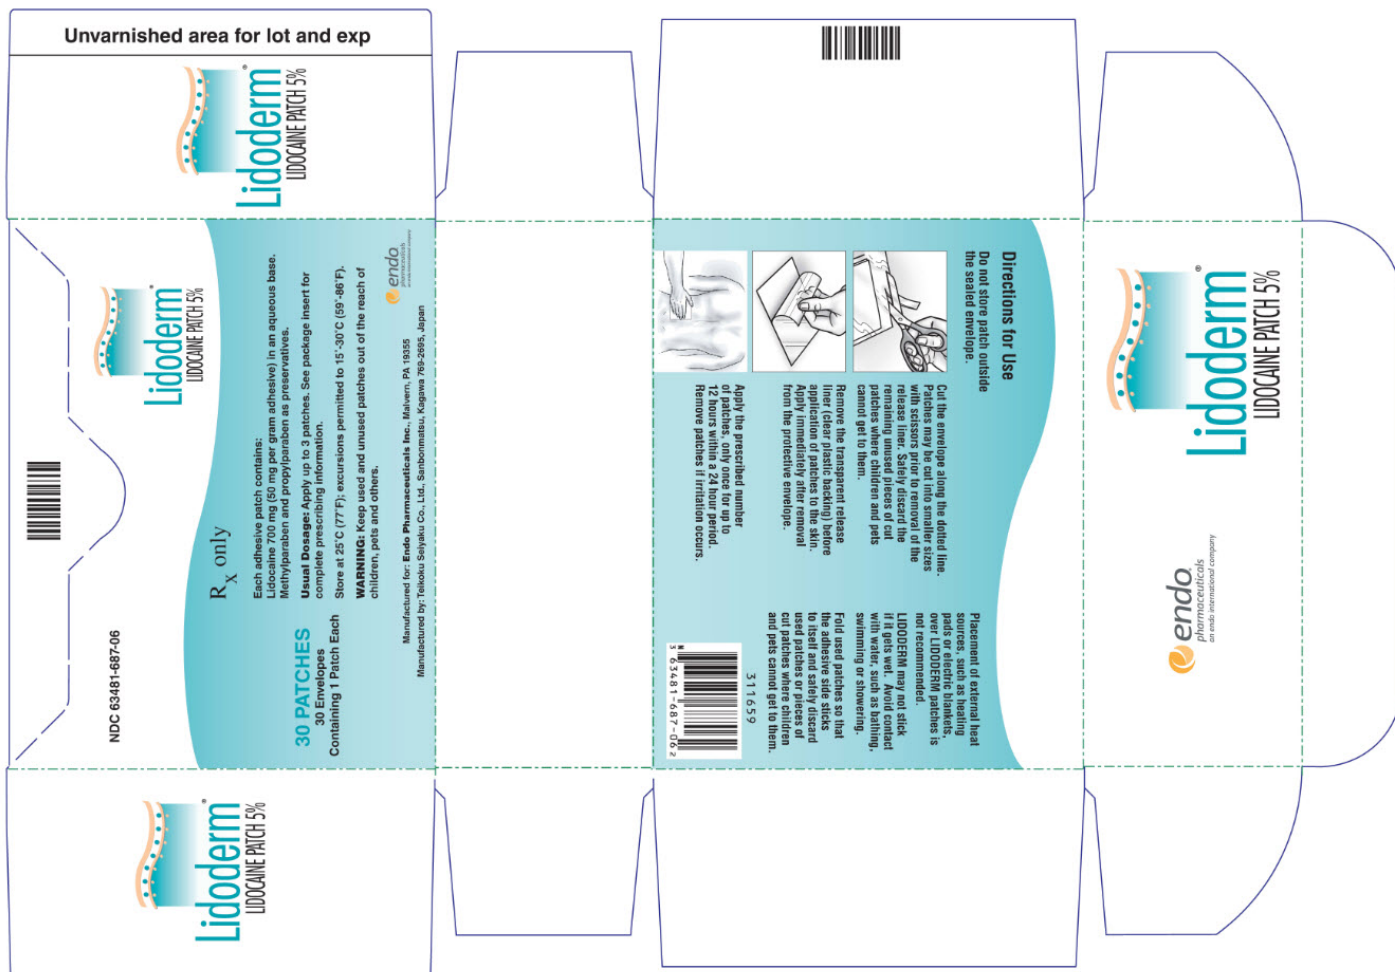 Unvarnished area for lot and exp
Lidoderm®
LIDOCAINE PATCH 5%
Lidoderm®
LIDOCAINE PATCH 5%
NDC 63481-687-06
Rx only
Each adhesive patch contains:
Lidocaine 700 mg (50 mg per gram adhesive) in an aqueous base.
Methylparaben and propylparaben as preservatives.
Usual Dosage: Apply up to 3 patches. See package insert for
complete prescribing information.
Store at 25˚C (77˚F); excursions permitted to 15˚-30˚C (59˚-86˚F).
WARNING: Keep used and unused patches out of the reach of
children, pets and others.
30 PATCHES
30 Envelopes
Containing 1 Patch Each
endo
pharmaceuticals
an endo international company
Manufactured for: Endo Pharmaceuticals Inc., Malvern, PA 19355
Manufactured by: Teikoku Seiyaku Co., Ltd., Sanbonmatsu, Kagawa 769-2695, Japan
Lidoderm®
LIDOCAINE PATCH 5%
Directions for Use
Do not store patch outside
the sealed envelope.
Cut the envelope along the dotted line.
Patches may be cut into smaller sizes
with scissors prior to removal of the
release liner. Safely discard the
remaining unused pieces of cut
patches where children and pets
cannot get to them.
Remove the transparent release
liner (clear plastic backing) before
application of patches to the skin.
Apply immediately after removal
from the protective envelope.
Apply the prescribed number
of patches, only once for up to
12 hours within a 24 hour period.
Remove patches if irritation occurs.
Placement of external heat
sources, such as heating
pads or electric blankets,
over LIDODERM patches is
not recommended.
LIDODERM may not stick
if it gets wet. Avoid contact
with water, such as bathing,
swimming or showering.
Fold used patches so that
the adhesive side sticks
to itself and safely discard
used patches or pieces of
cut patches where children
and pets cannot get to them.
311659
N
3 63481-687-06 2
Lidoderm®
LIDOCAINE PATCH 5%
endo
pharmaceuticals
an endo international company